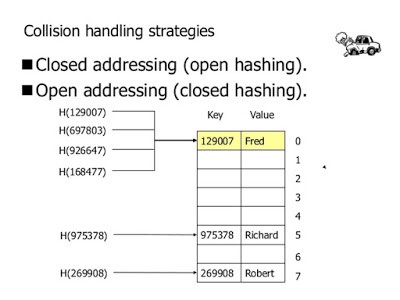 Collision handling strategies
Closed addressing (open hashing).
Open addressing (closed hashing).
H(129007)
H(697803)
H(926647)
H(168477)
H(975378)
H(269908)
Key Value
129007 Fred 0
1
2
3
4
975378 Richard 5
6
269908 Robert 7